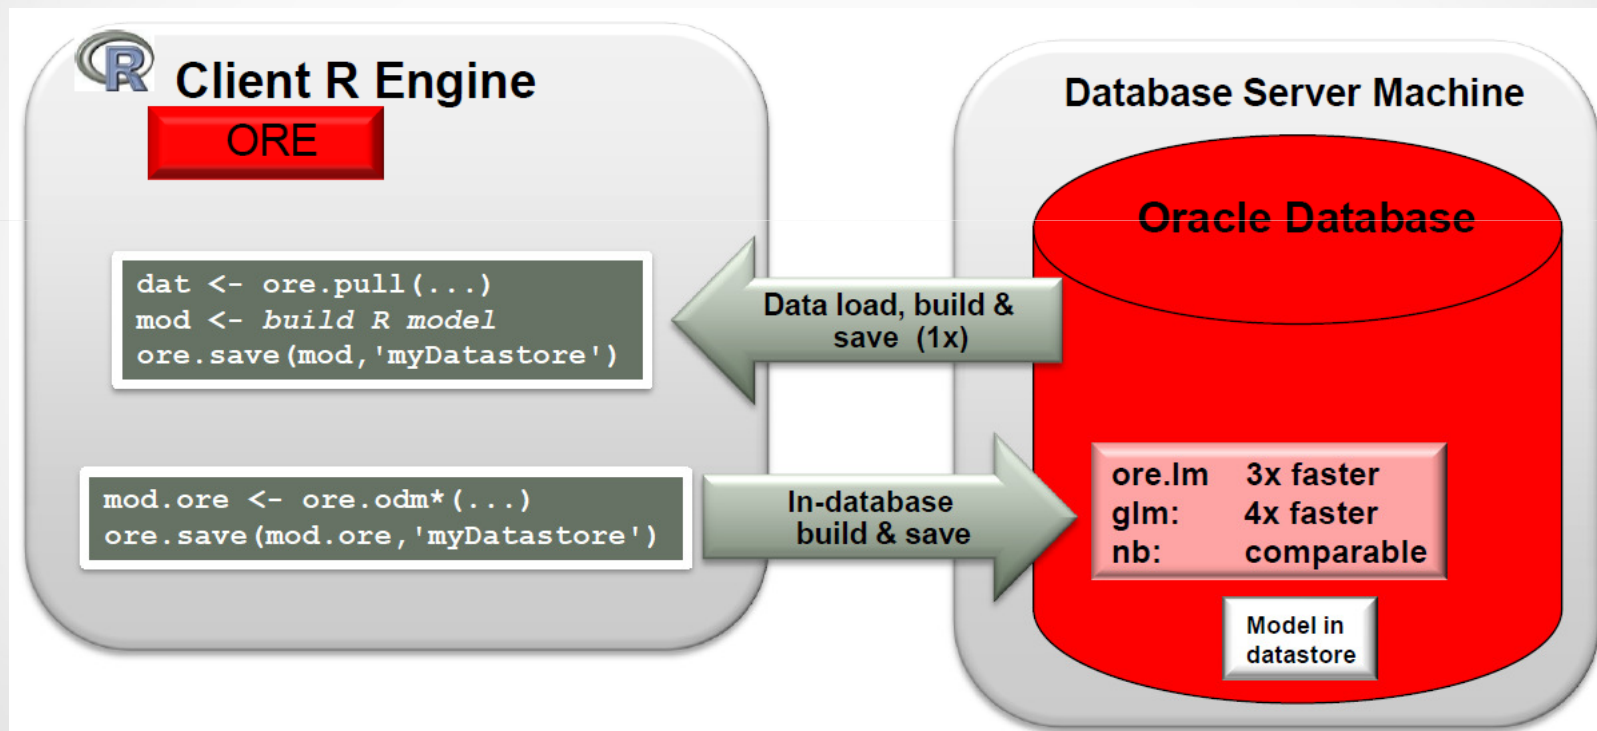 R
Client R Engine
ORE
dat <- ore.pull(...)
mod <- build R model
ore.save(mod,'myDatastore')
mod.ore <- ore.odm*(...)
ore.save(mod.ore,'myDatastore')
Data load, build &
save (1x)
In-database
build & save
Database Server Machine
Oracle Database
ore.lm 3x faster
glm: 4x faster
nb: comparable
Model in
datastore